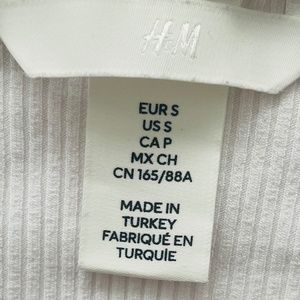 H&M
EUR S
US S
CA P
MX CH
CN 165/88A
MADE IN
TURKEY
FABRIQUÉ EN
TURQUIE